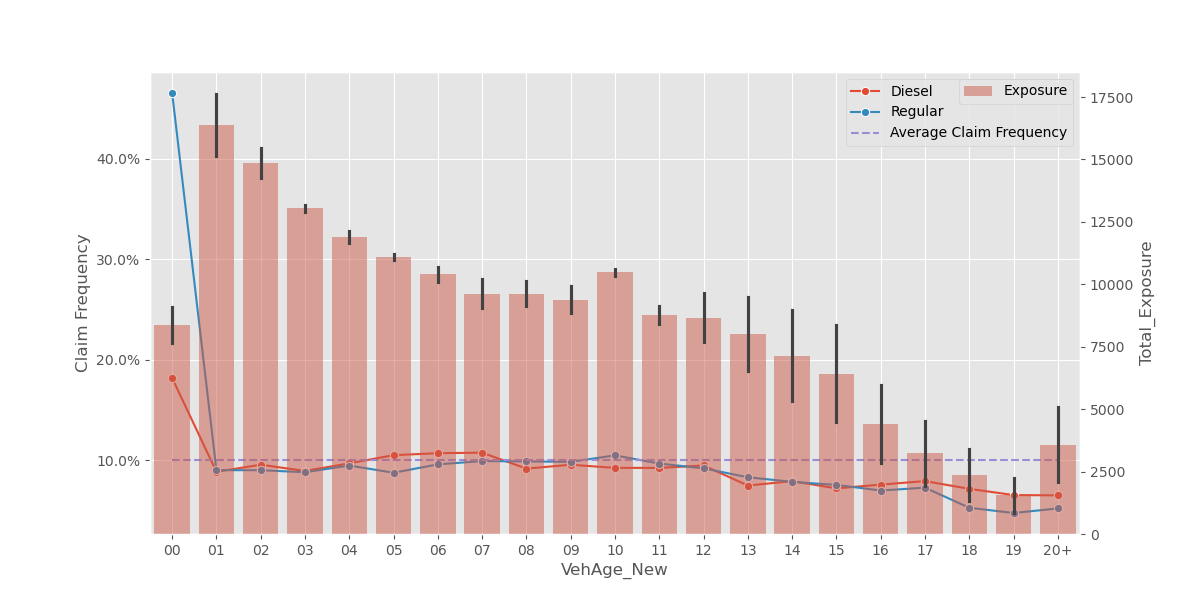 Diesel
Regular
Average Claim Frequency
Exposure
Claim Frequency
40.0%
30.0%
20.0%
10.0%
Total_Exposure
17500
15000
12500
10000
7500
5000
2500
0
00 01 02 03 04 05 06 07 08 09 10 11 12 13 14 15 16 17 18 19 20+
VehAge_New